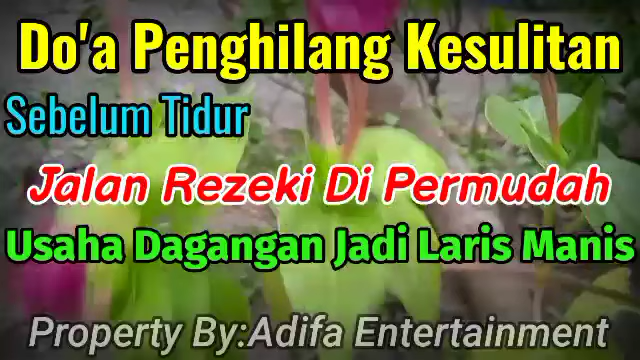 Do'a Penghilang Kesulitan
Sebelum Tidur
Jalan Rezeki Di Permudah
Usaha Dagangan Jadi Laris Manis
Property By:Adifa Entertainment